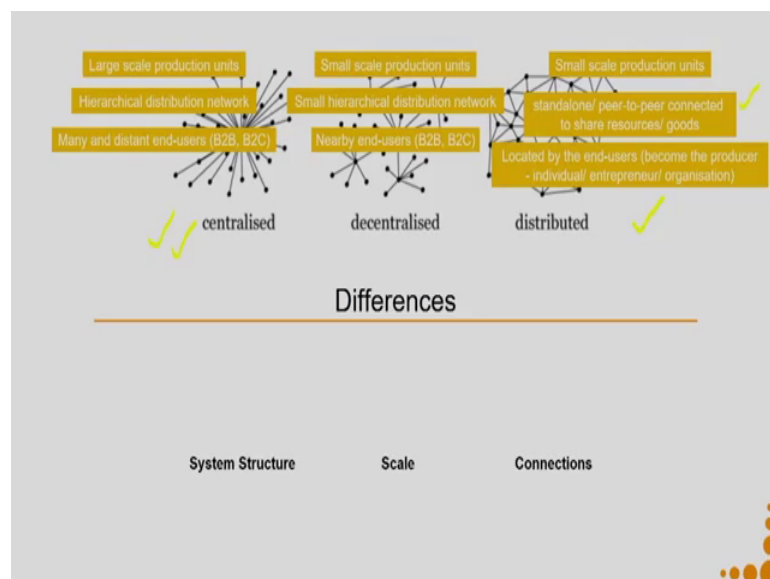 Large scale production units
Hierarchical distribution network
Many and distant end-users (B2B, B2C)
centralised
Small scale production units
Small hierarchical distribution network
Nearby end-users (B2B, B2C)
decentralised
Small scale production units
standalone/ peer-to-peer connected
to share resources/ goods
Located by the end-users (become the producer
- individual/ entrepreneur/ organisation)
distributed
Differences
System Structure
Scale
Connections